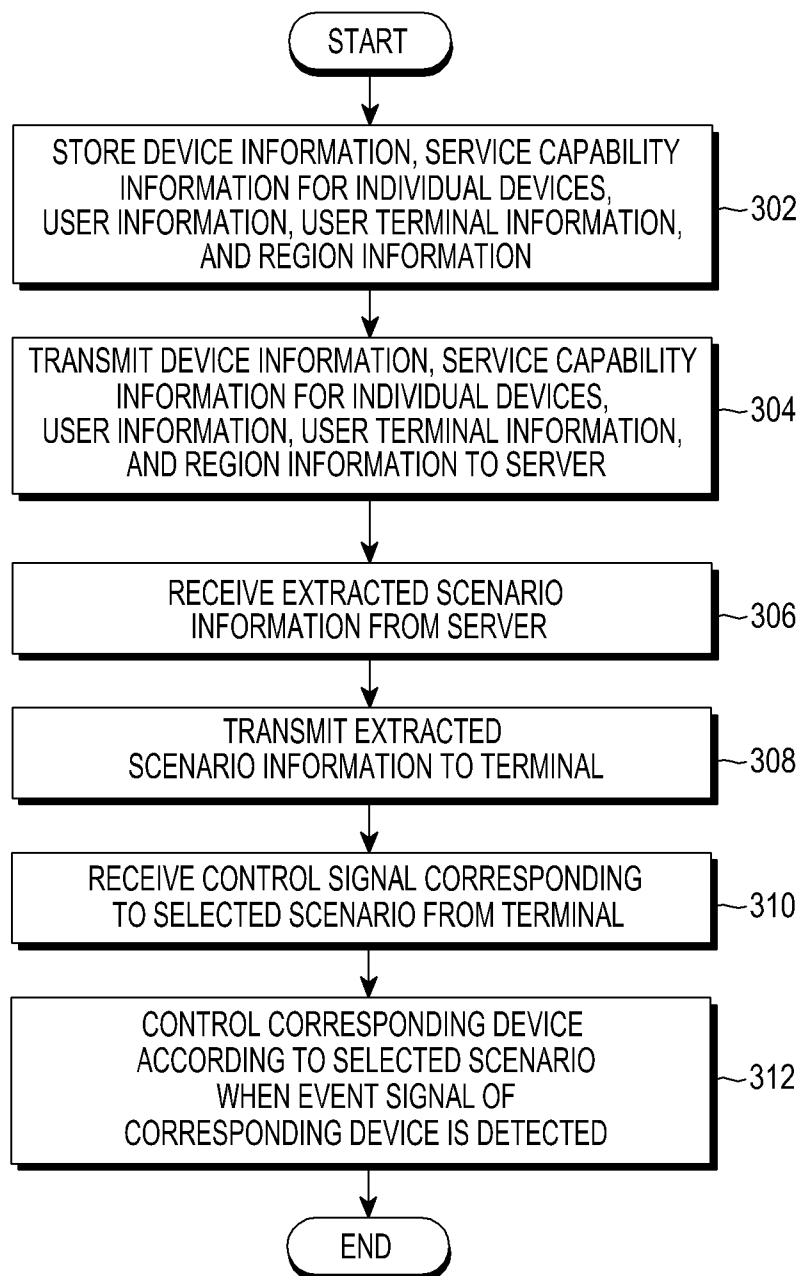 START
STORE DEVICE INFORMATION, SERVICE CAPABILITY
INFORMATION FOR INDIVIDUAL DEVICES,
USER INFORMATION, USER TERMINAL INFORMATION,
AND REGION INFORMATION
302
TRANSMIT DEVICE INFORMATION, SERVICE CAPABILITY
INFORMATION FOR INDIVIDUAL DEVICES,
USER INFORMATION, USER TERMINAL INFORMATION,
AND REGION INFORMATION TO SERVER
304
RECEIVE EXTRACTED SCENARIO
INFORMATION FROM SERVER
306
TRANSMIT EXTRACTED
SCENARIO INFORMATION TO TERMINAL
308
RECEIVE CONTROL SIGNAL CORRESPONDING
TO SELECTED SCENARIO FROM TERMINAL
310
CONTROL CORRESPONDING DEVICE
ACCORDING TO SELECTED SCENARIO
WHEN EVENT SIGNAL OF
CORRESPONDING DEVICE IS DETECTED
312
END